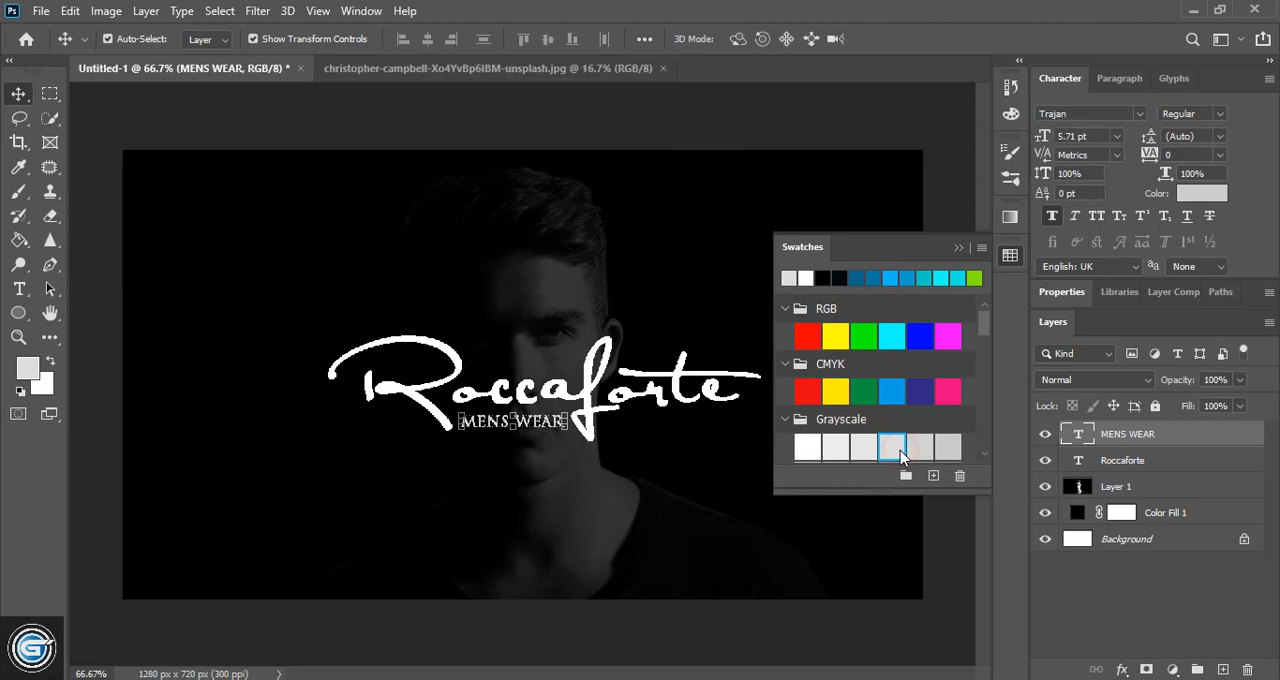 Ps File Edit Image Layer Type Select Filter 3D View Window Help
Auto-Select: Layer Show Transform Controls 3D Mode:
Untitled-1 @ 66.7% (MENS WEAR, RGB/8) * christopher-campbell-Xo4YvBp6IBM-unsplash.jpg @ 16.7% (RGB/8)
Character Paragraph Glyphs
Trajan Regular
5.71 pt (Auto)
Metrics 0
100% 100%
0 pt Color:
English: UK None
Properties Libraries Layer Comp Paths
Layers
Kind
Normal Opacity: 100%
Lock: Fill: 100%
MENS WEAR
Roccaforte
Layer 1
Color Fill 1
Background
Swatches
RGB
CMYK
Grayscale
Roccaforte
MENS WEAR
66.67% 1280 px x 720 px (300 ppi)